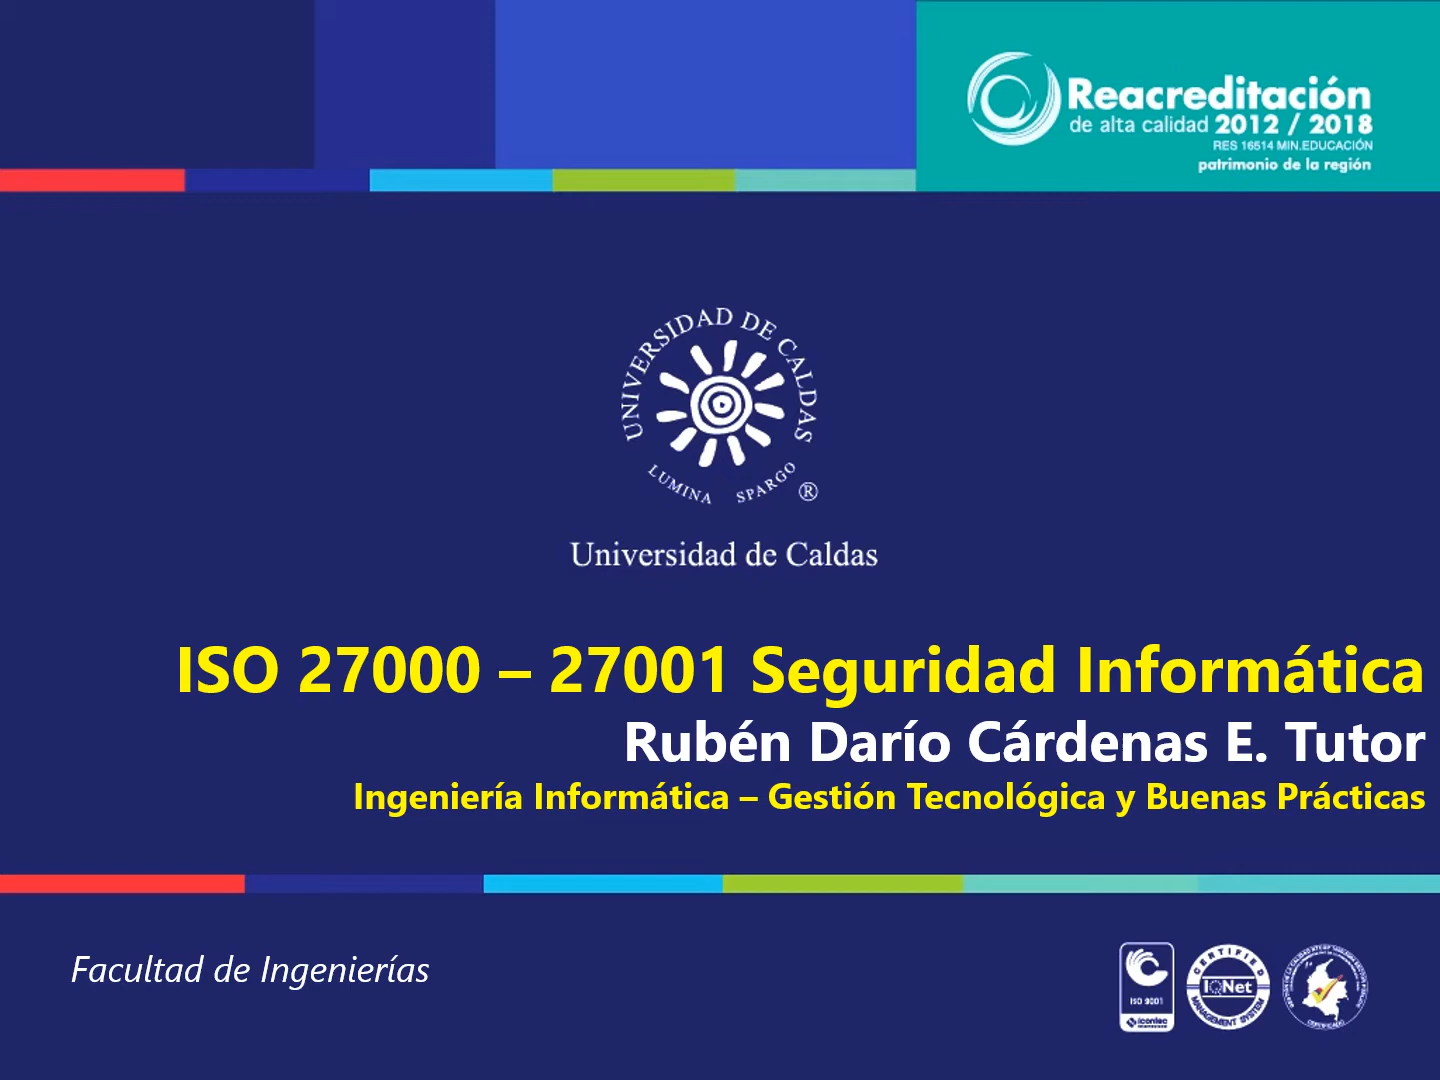 Reacreditación
de alta calidad 2012 / 2018
RES 16514 MIN.EDUCACIÓN
patrimonio de la región
UNIVERSIDAD DE CALDAS
LUMINA SPARGO
®
Universidad de Caldas
ISO 27000 – 27001 Seguridad Informática
Rubén Darío Cárdenas E. Tutor
Ingeniería Informática – Gestión Tecnológica y Buenas Prácticas
Facultad de Ingenierías
ISO 9001
icontec
CERTIFIED
IQNet
MANAGEMENT SYSTEM
CERTIFICADO